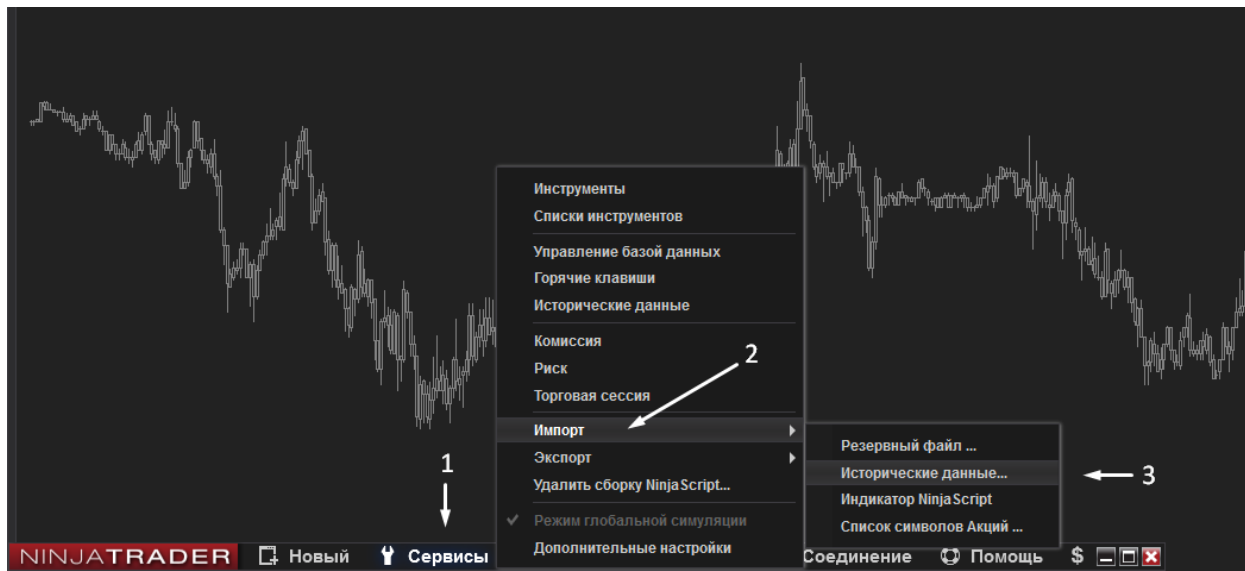 Инструменты
Списки инструментов
Управление базой данных
Горячие клавиши
Исторические данные
Комиссия
2
Риск
Торговая сессия
Импорт
Экспорт
Удалить сборку NinjaScript...
Режим глобальной симуляции
Дополнительные настройки
Резервный файл ...
Исторические данные...
3
Индикатор NinjaScript
Список символов Акций ...
1
NINJATRADER Новый Сервисы Соединение Помощь $